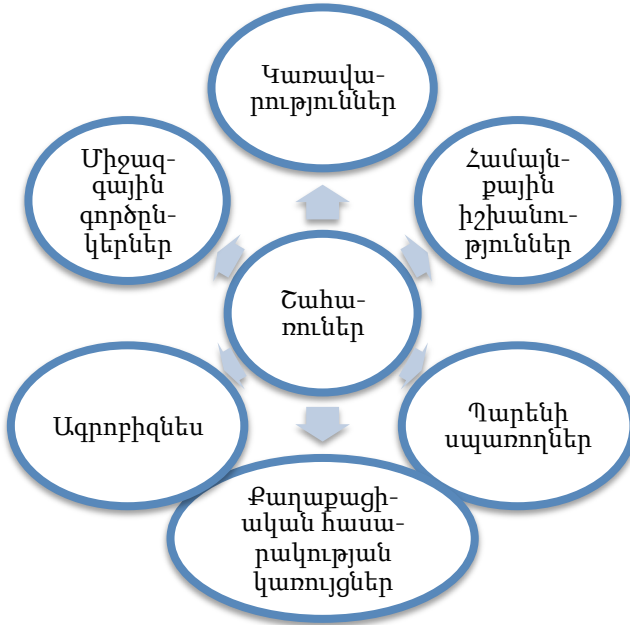 Կառավա-
րություններ
Միջազ-
գային
գործըն-
կերներ
Համայն-
քային
իշխանու-
թյուններ
Շահա-
ռուներ
Ագրոբիզնես
Պարենի
սպառողներ
Քաղաքացի-
ական հասա-
րակության
կառույցներ